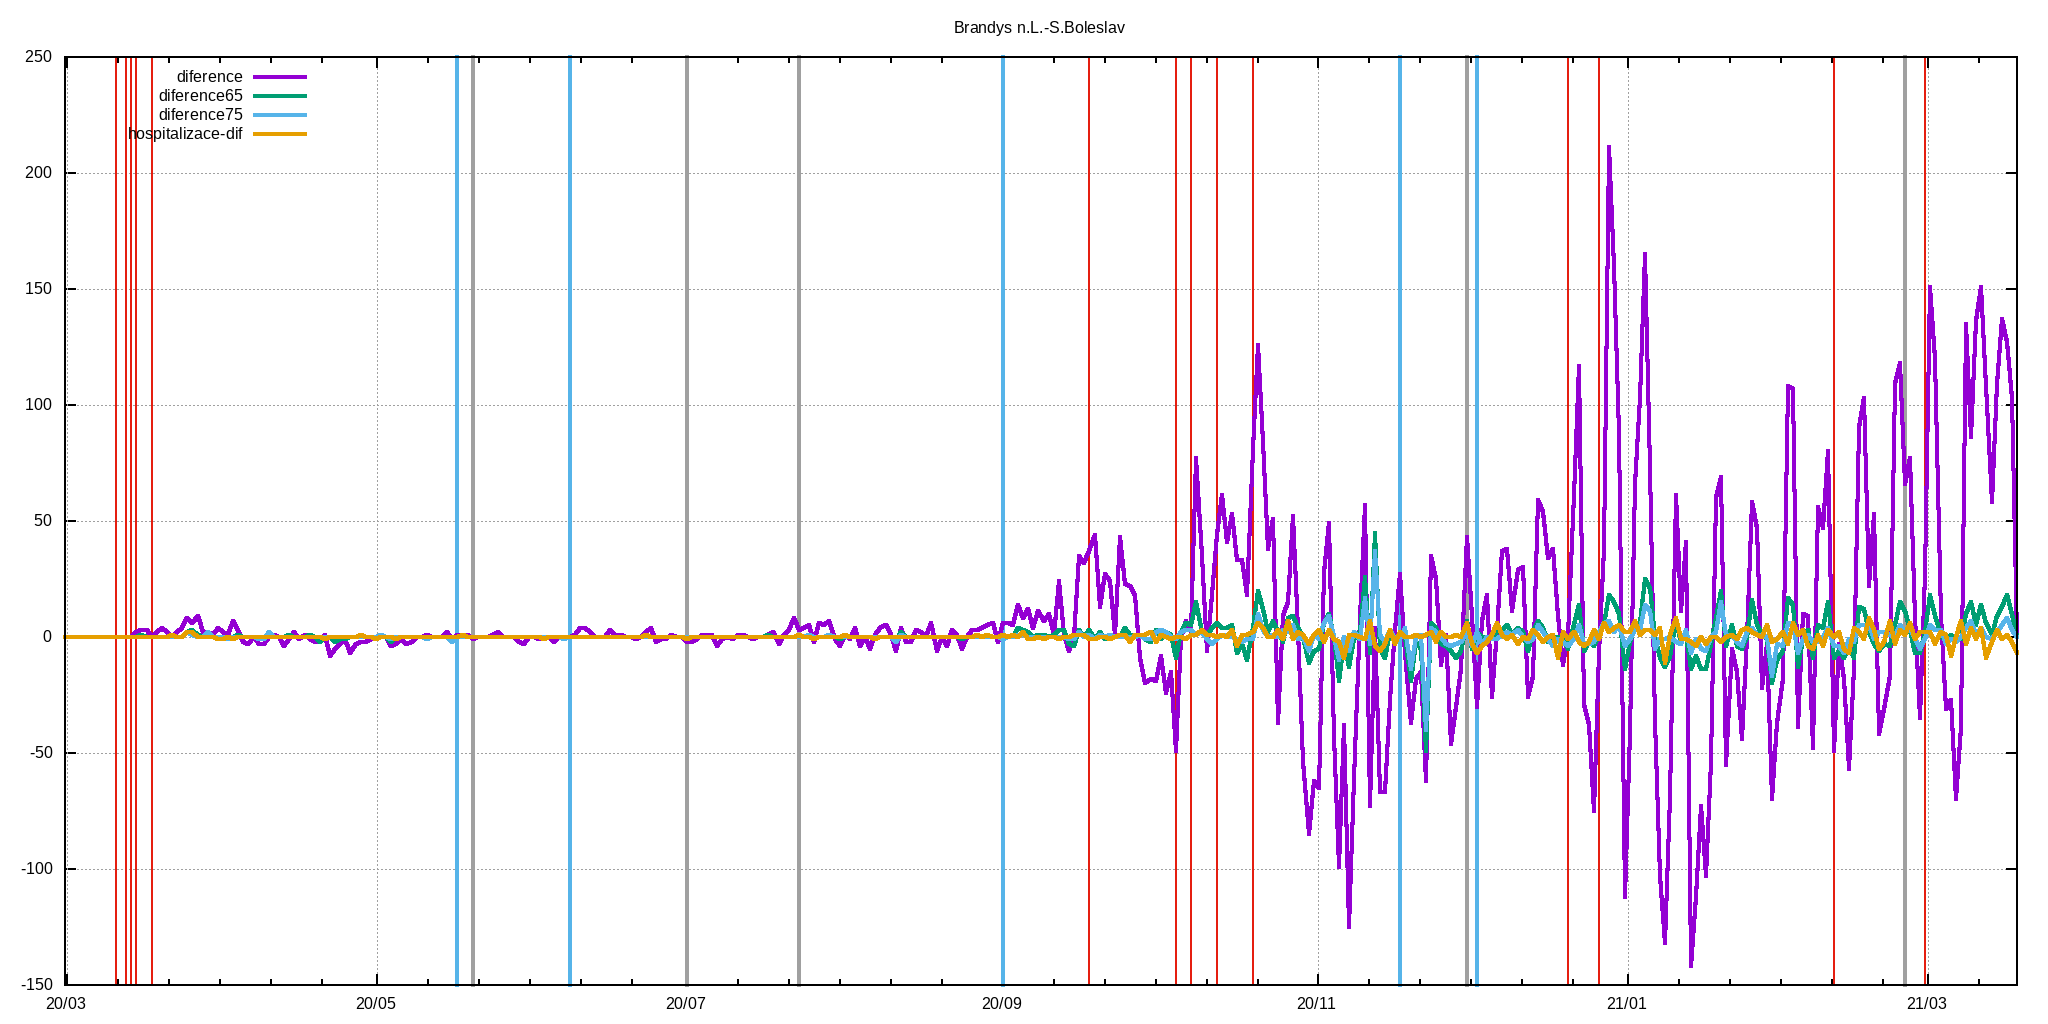 Brandys n.L.-S.Boleslav
250
200
150
100
50
0
-50
-100
-150
diference
diference65
diference75
hospitalizace-dif
20/03 20/05 20/07 20/09 20/11 21/01 21/03